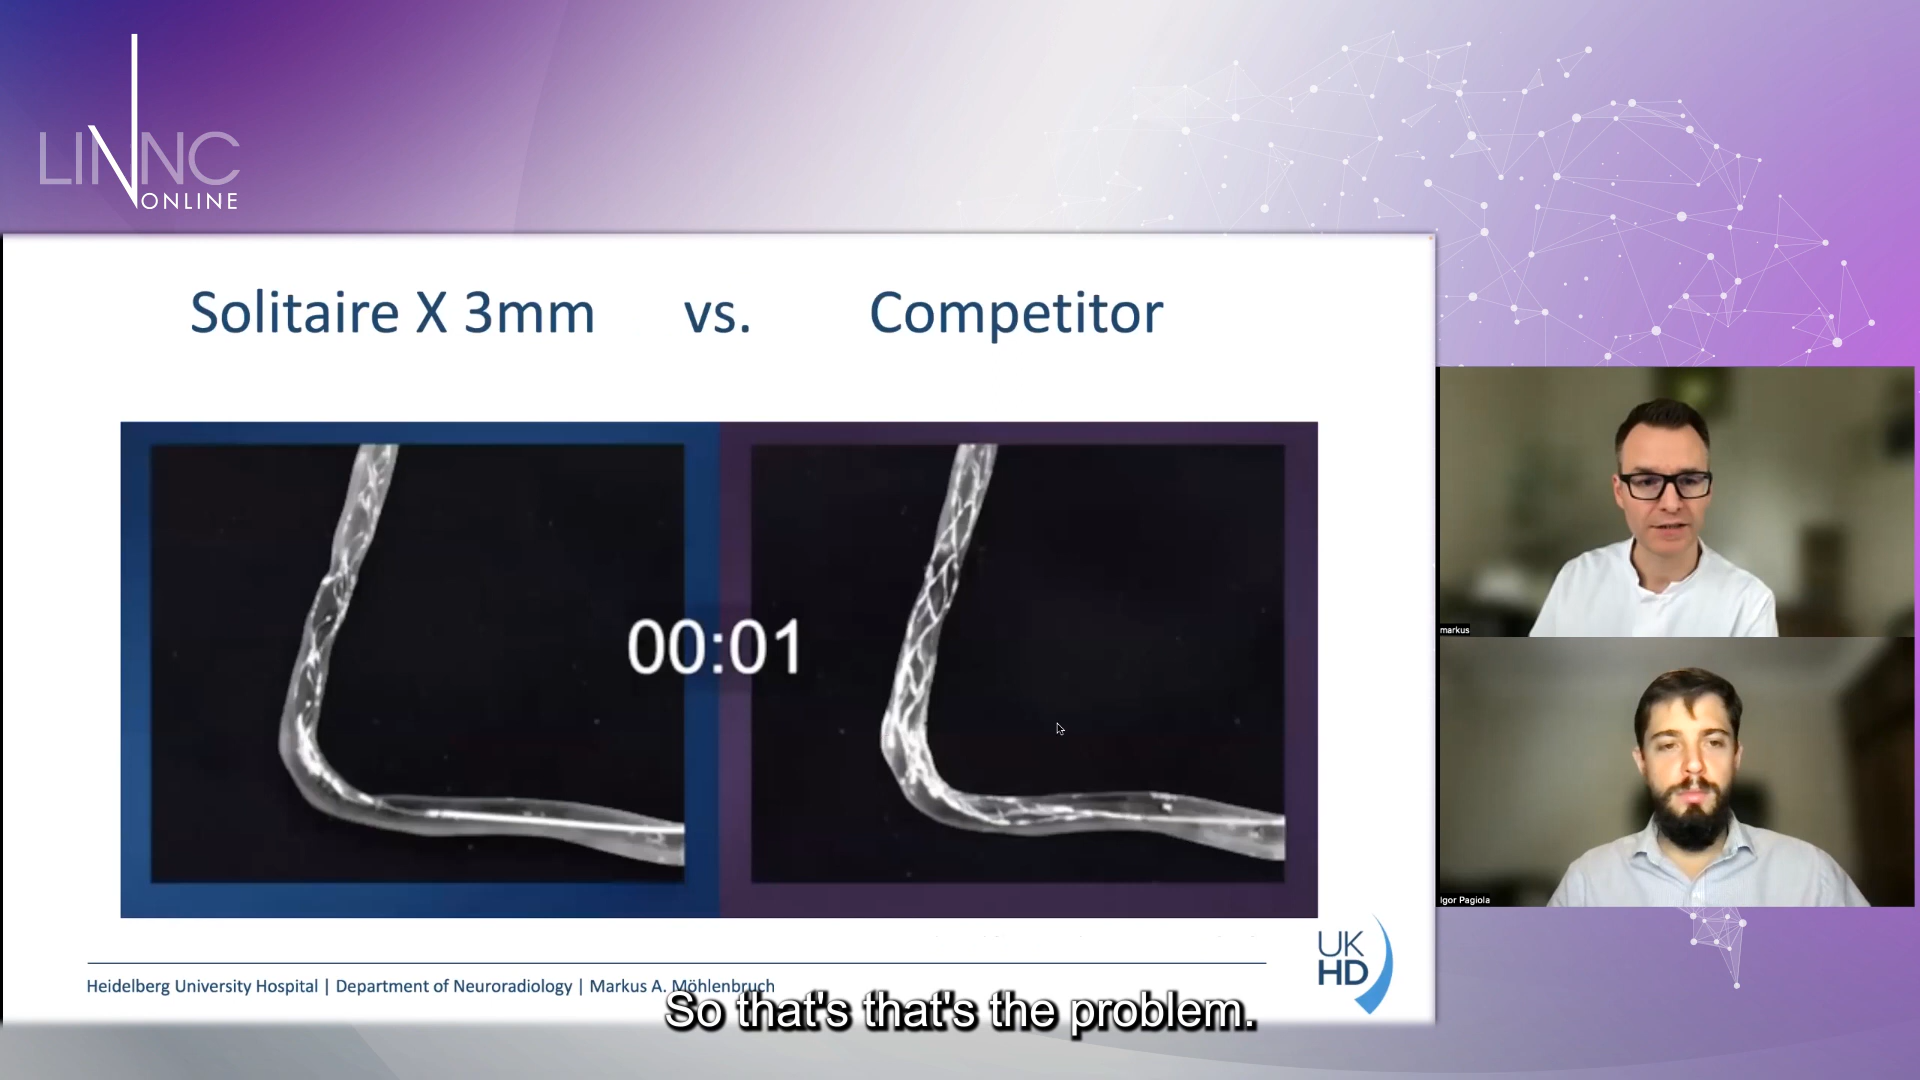 LINNC
ONLINE
Solitaire X 3mm vs. Competitor
00:01
markus
Igor Pagiola
UK
HD
Heidelberg University Hospital | Department of Neuroradiology | Markus A. Möhlenbruch
So that's that's the problem.